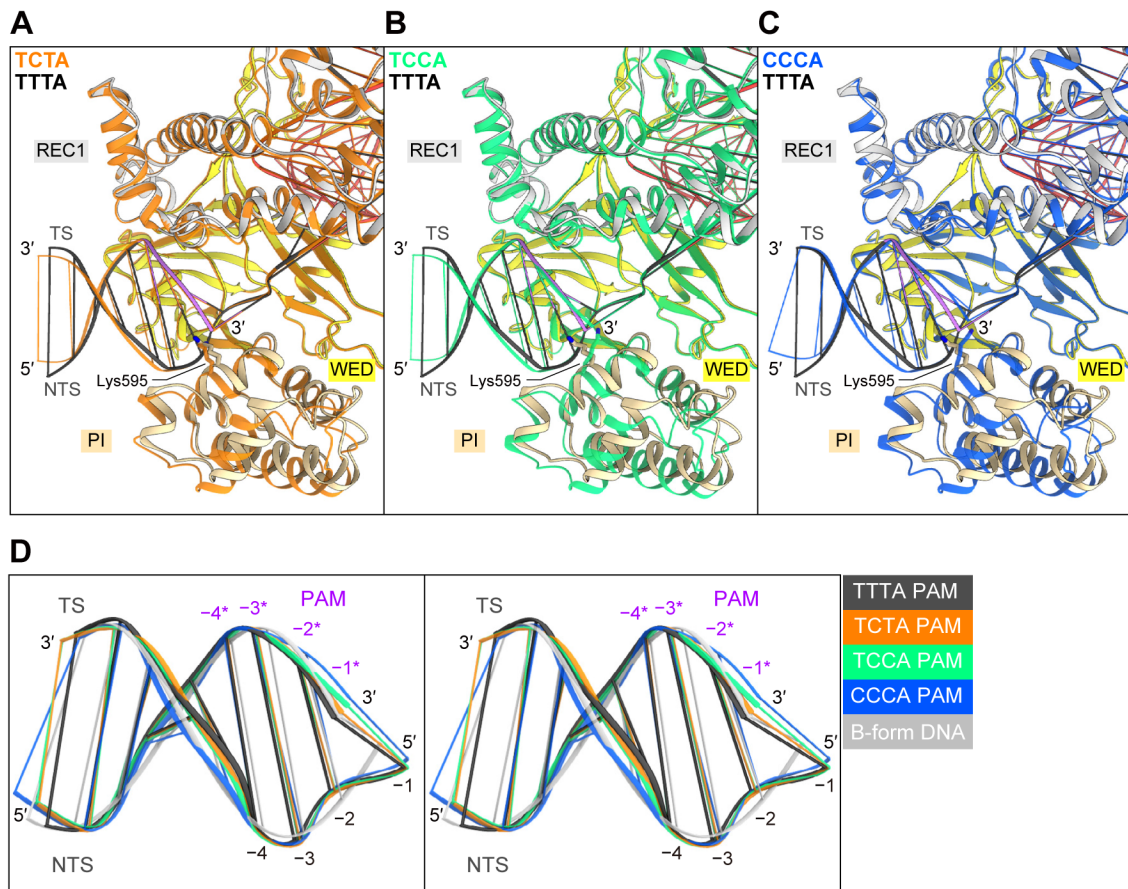 A
TCTA
TTTA
REC1
TS
3′
3′
5′
NTS
Lys595
WED
PI
B
TCCA
TTTA
REC1
TS
3′
3′
5′
NTS
Lys595
WED
PI
C
CCCA
TTTA
REC1
TS
3′
3′
5′
NTS
Lys595
WED
PI
D
TS
3′
−4*
−3*
PAM
−2*
−1*
3′
5′
−1
−2
−3
−4
5′
NTS
TS
3′
−4*
−3*
PAM
−2*
−1*
3′
5′
−1
−2
−3
−4
5′
NTS
TTTA PAM
TCTA PAM
TCCA PAM
CCCA PAM
B-form DNA